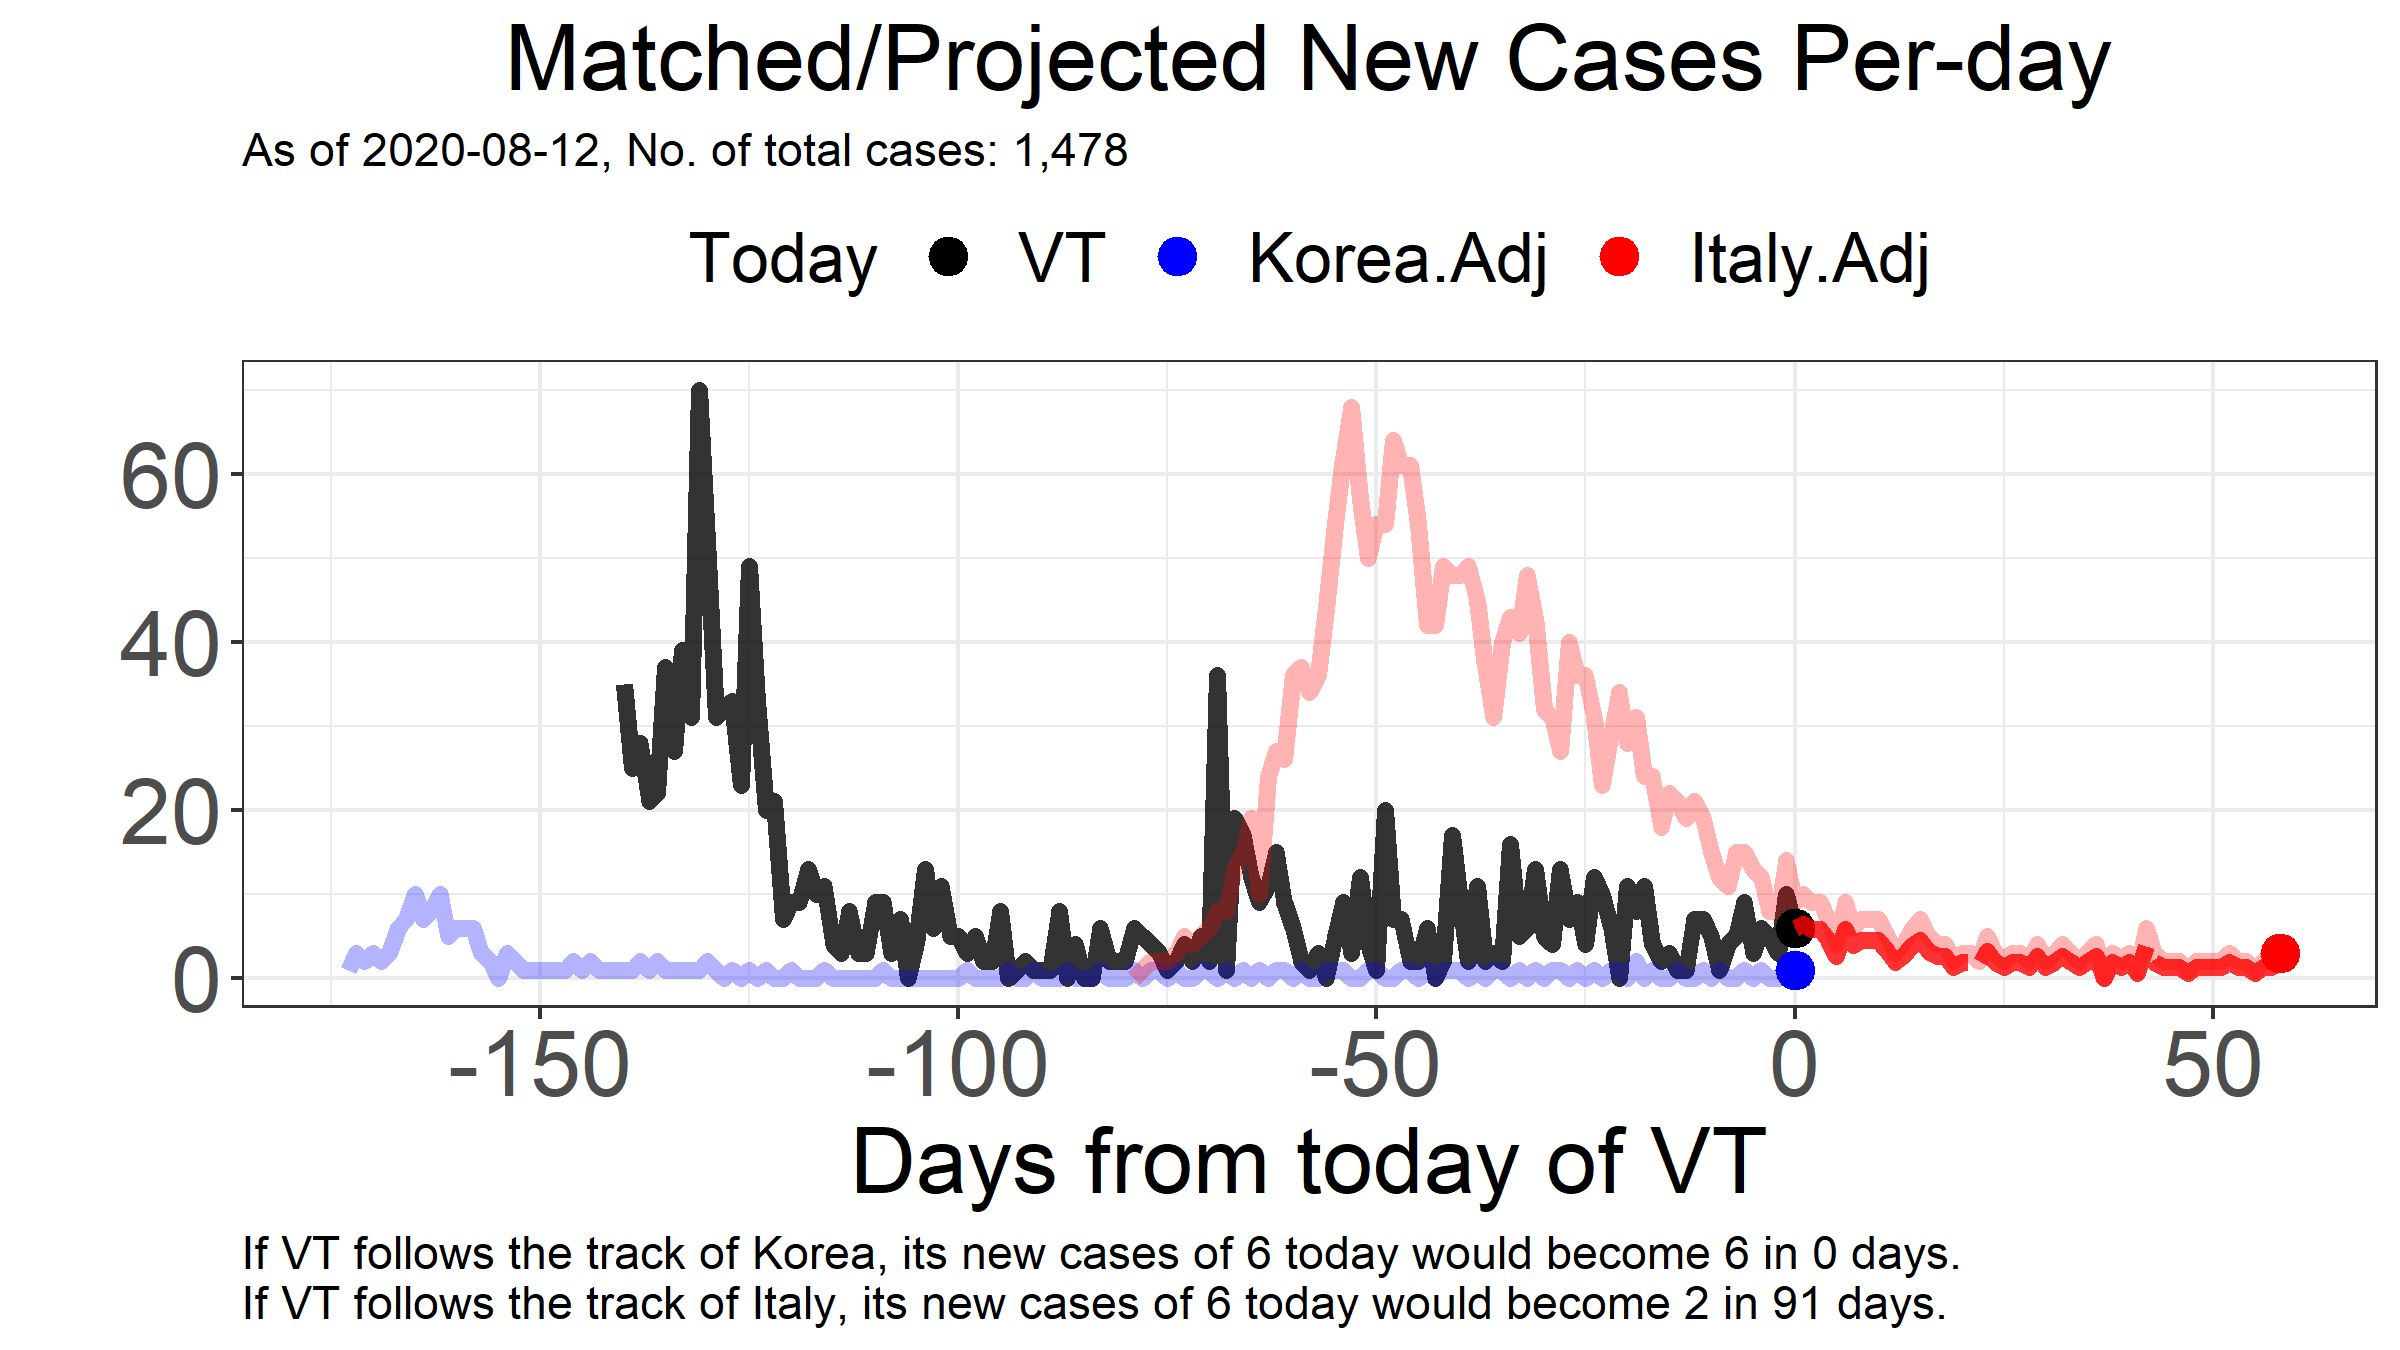 Matched/Projected New Cases Per-day
As of 2020-08-12, No. of total cases: 1,478
Today VT Korea.Adj Italy.Adj
60
40
20
0
-150 -100 -50 0 50
Days from today of VT
If VT follows the track of Korea, its new cases of 6 today would become 6 in 0 days.
If VT follows the track of Italy, its new cases of 6 today would become 2 in 91 days.